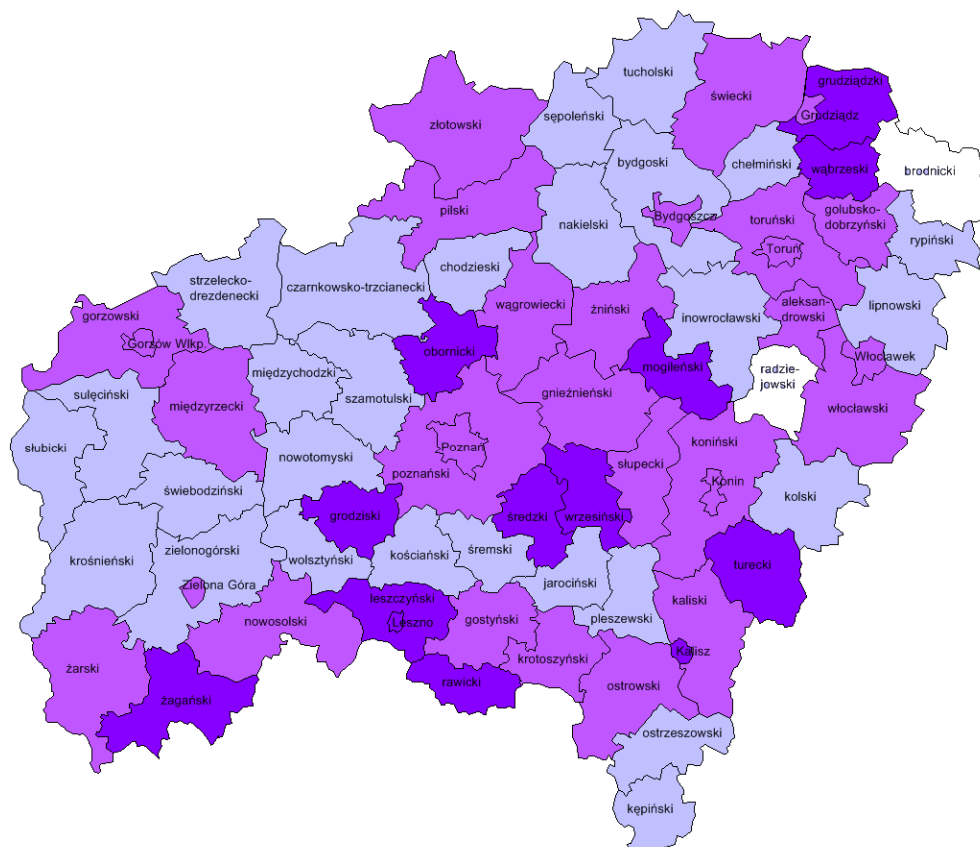 tucholski
grudziądzki
świecki
Grudziądz
złotowski
sępoleński
bydgoski
chełmiński
wąbrzeski
brodnicki
pilski
Bydgoszcz
nakielski
toruński
golubsko-
dobrzyński
Toruń
rypiński
chodzieski
strzelecko-
drezdenecki
czarnkowsko-trzcianecki
wągrowiecki
żniński
inowrocławski
aleksan-
drowski
lipnowski
gorzowski
Gorzów Wlkp.
obornicki
międzychodzki
mogileński
radzie-
jowski
Włocławek
sulęciński
międzyrzecki
szamotulski
gnieźnieński
włocławski
słubicki
nowotomyski
poznański
Poznań
słupecki
koniński
Konin
kolski
świebodziński
grodziski
średzki
wrzesiński
krośnieński
zielonogórski
wolsztyński
kościański
śremski
turecki
Zielona Góra
jarociński
leszczyński
Leszno
nowosolski
gostyński
pleszewski
kaliski
żarski
krotoszyński
Kalisz
żagański
rawicki
ostrowski
ostrzeszowski
kępiński